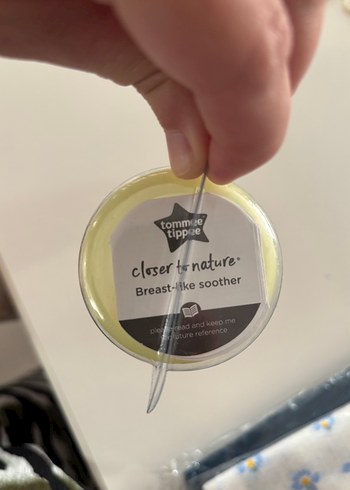 tommee
tippee
closer to nature®
Breast-like soother
please read and keep me
future reference